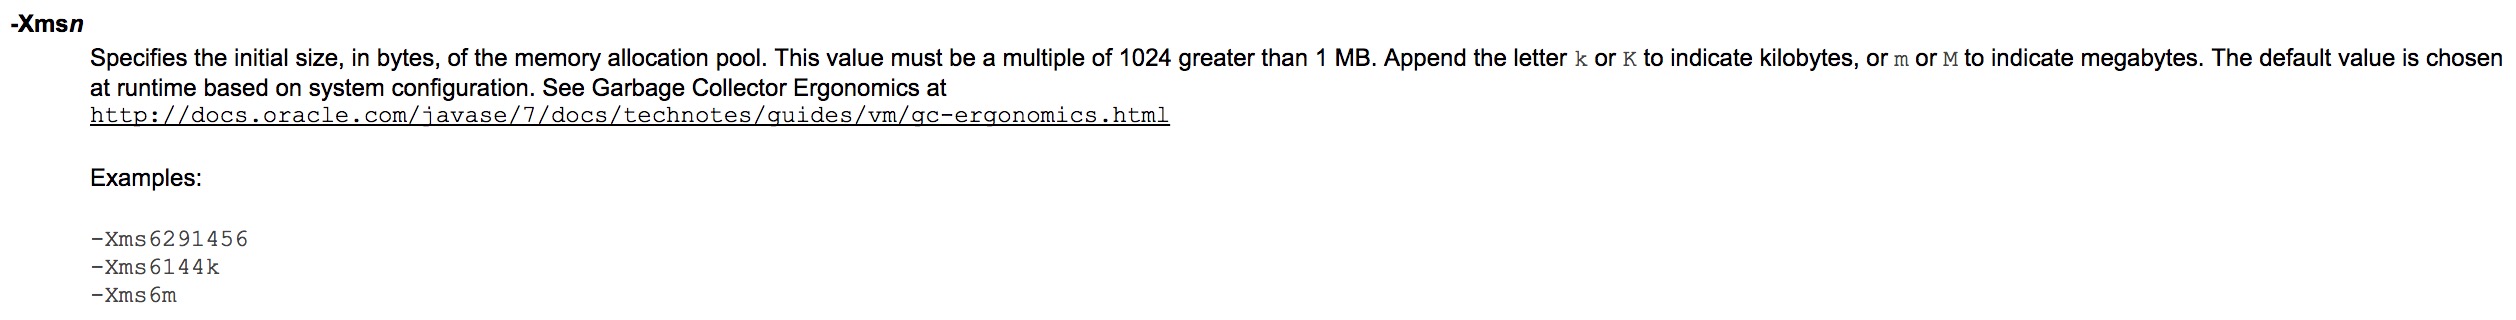 -Xmsn
Specifies the initial size, in bytes, of the memory allocation pool. This value must be a multiple of 1024 greater than 1 MB. Append the letter k or K to indicate kilobytes, or m or M to indicate megabytes. The default value is chosen
at runtime based on system configuration. See Garbage Collector Ergonomics at
http://docs.oracle.com/javase/7/docs/technotes/guides/vm/gc-ergonomics.html
Examples:
-Xms6291456
-Xms6144k
-Xms6m